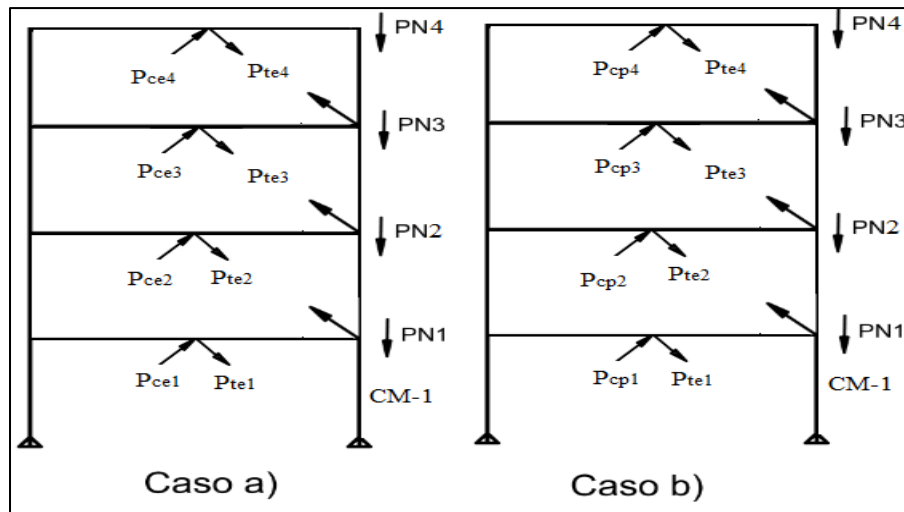 PN4
Pce4 Pte4
PN3
Pce3 Pte3
PN2
Pce2 Pte2
PN1
Pce1 Pte1
CM-1
Caso a)
PN4
Pcp4 Pte4
PN3
Pcp3 Pte3
PN2
Pcp2 Pte2
PN1
Pcp1 Pte1
CM-1
Caso b)